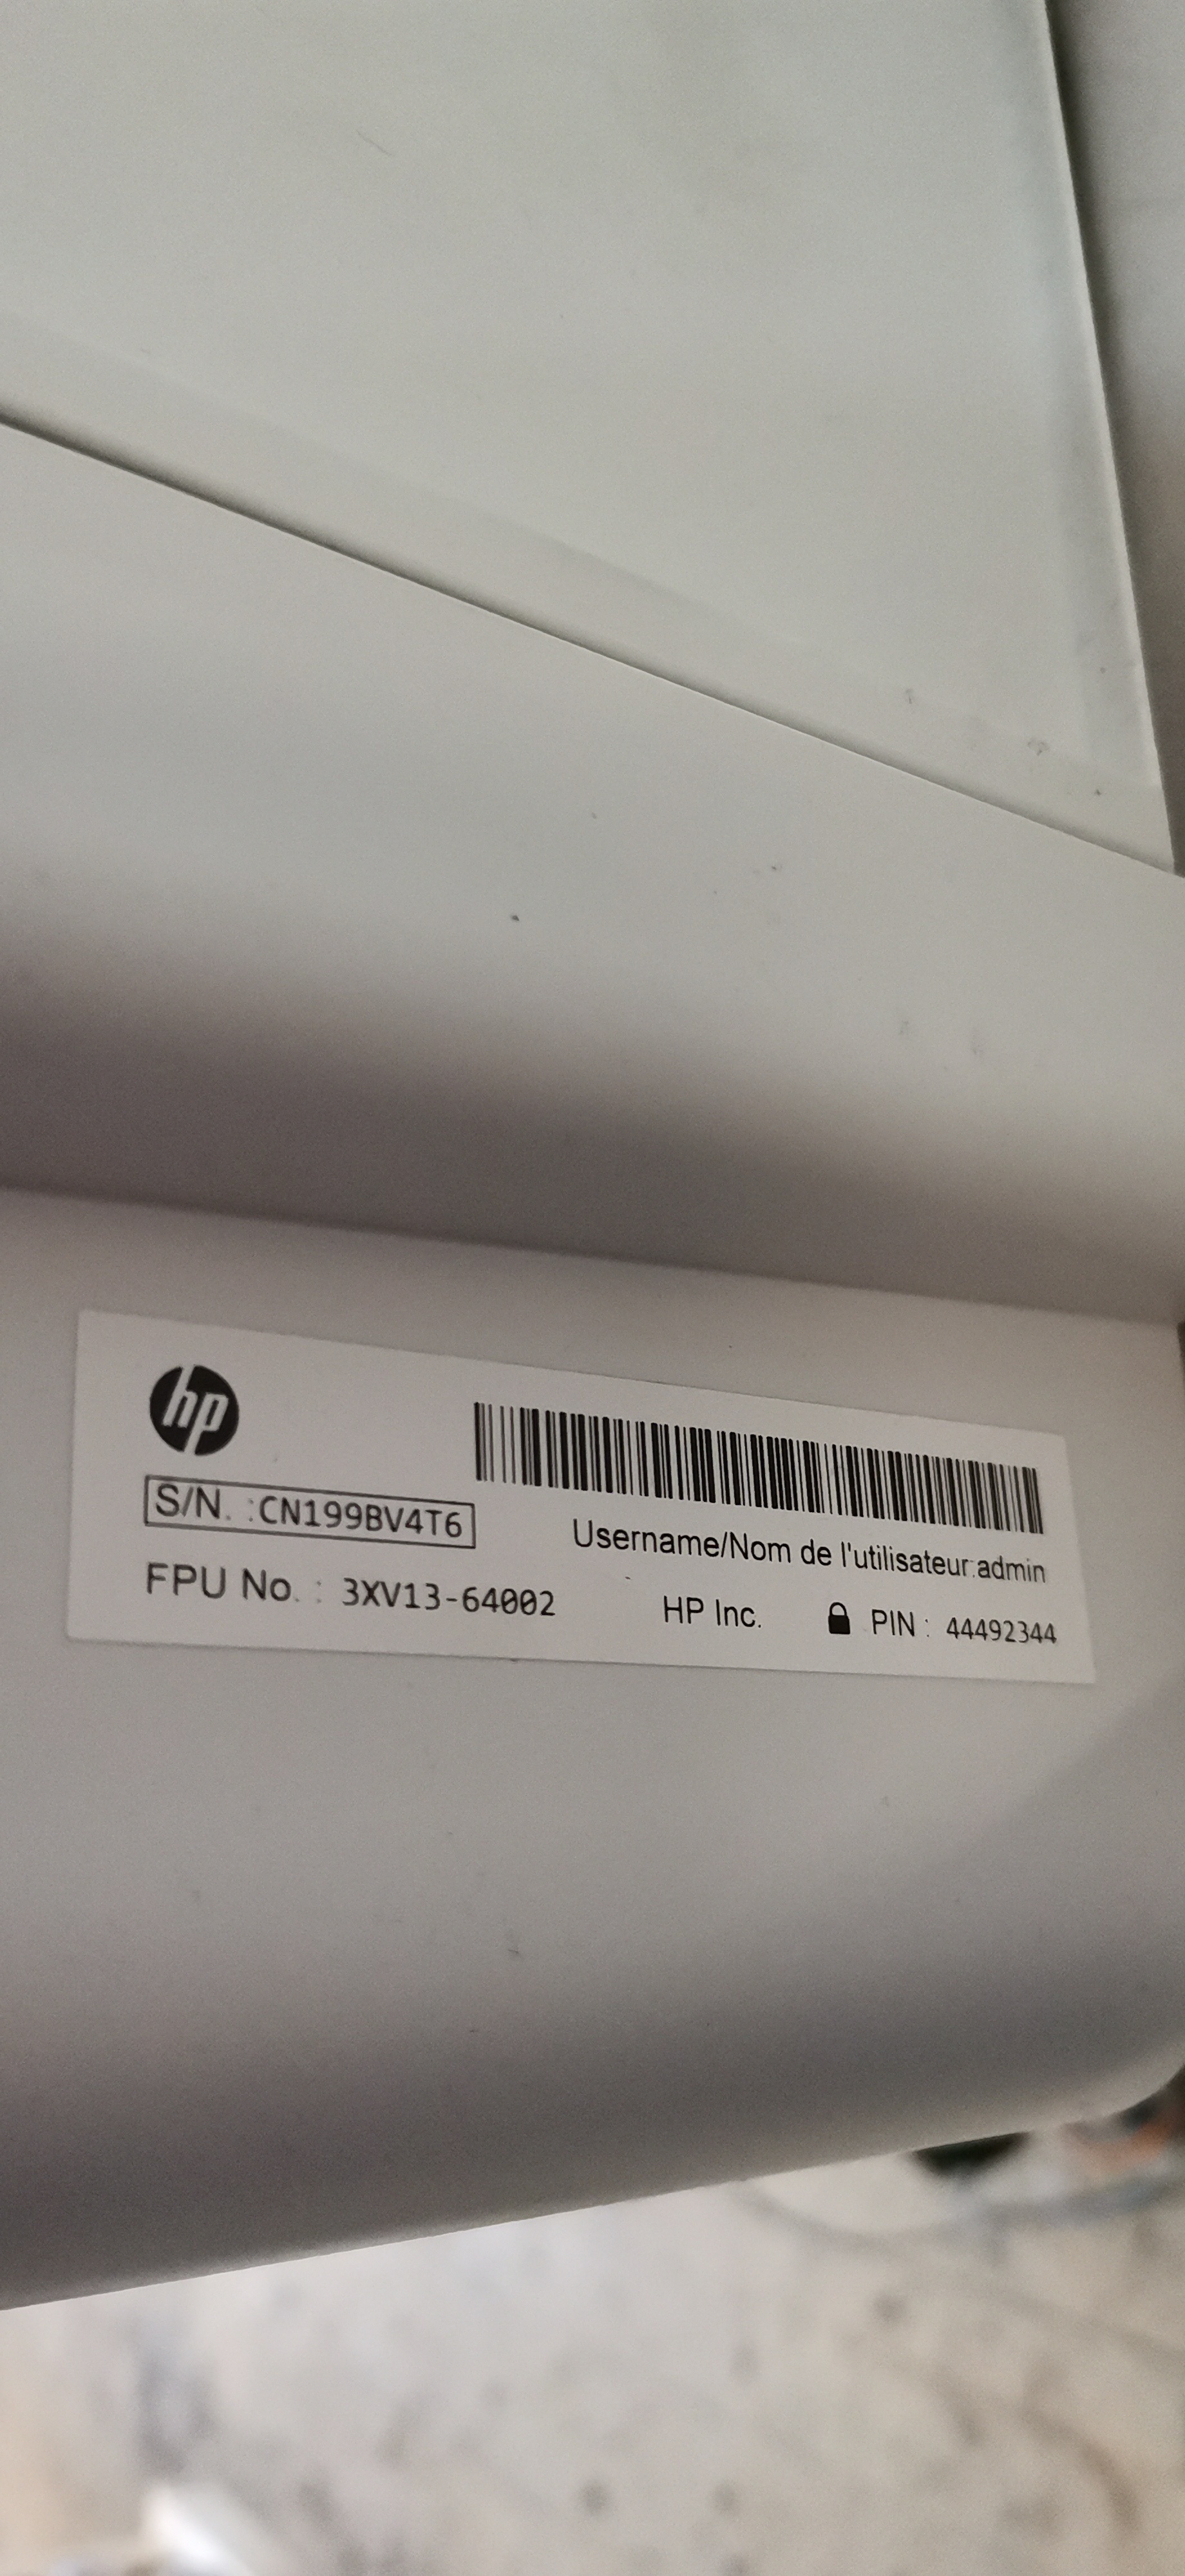 hp
S/N. :CN199BV4T6
Username/Nom de l'utilisateur:admin
FPU No. : 3XV13-64002 HP Inc. PIN : 44492344